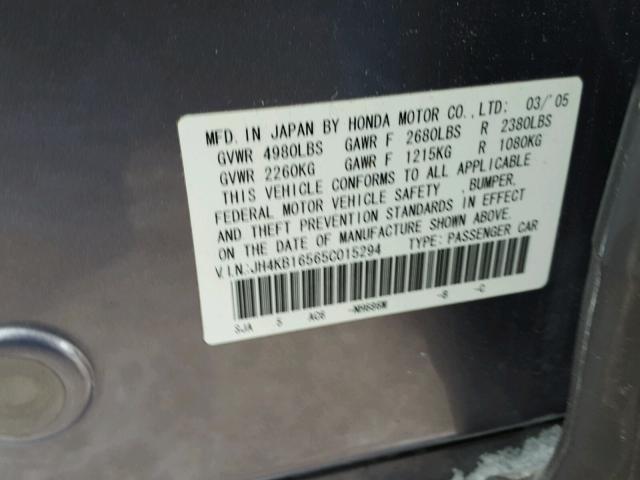 MFD. IN JAPAN BY HONDA MOTOR CO., LTD: 03/'05
GVWR 4980LBS GAWR F 2680LBS R 2380LBS
GVWR 2260KG GAWR F 1215KG R 1080KG
THIS VEHICLE CONFORMS TO ALL APPLICABLE
FEDERAL MOTOR VEHICLE SAFETY ,BUMPER,
AND THEFT PREVENTION STANDARDS IN EFFECT
ON THE DATE OF MANUFACTURE SHOWN ABOVE.
V.I.N.:JH4KB16565C015294 TYPE: PASSENGER CAR
SJA 5 AC6 -NH686M -B -C